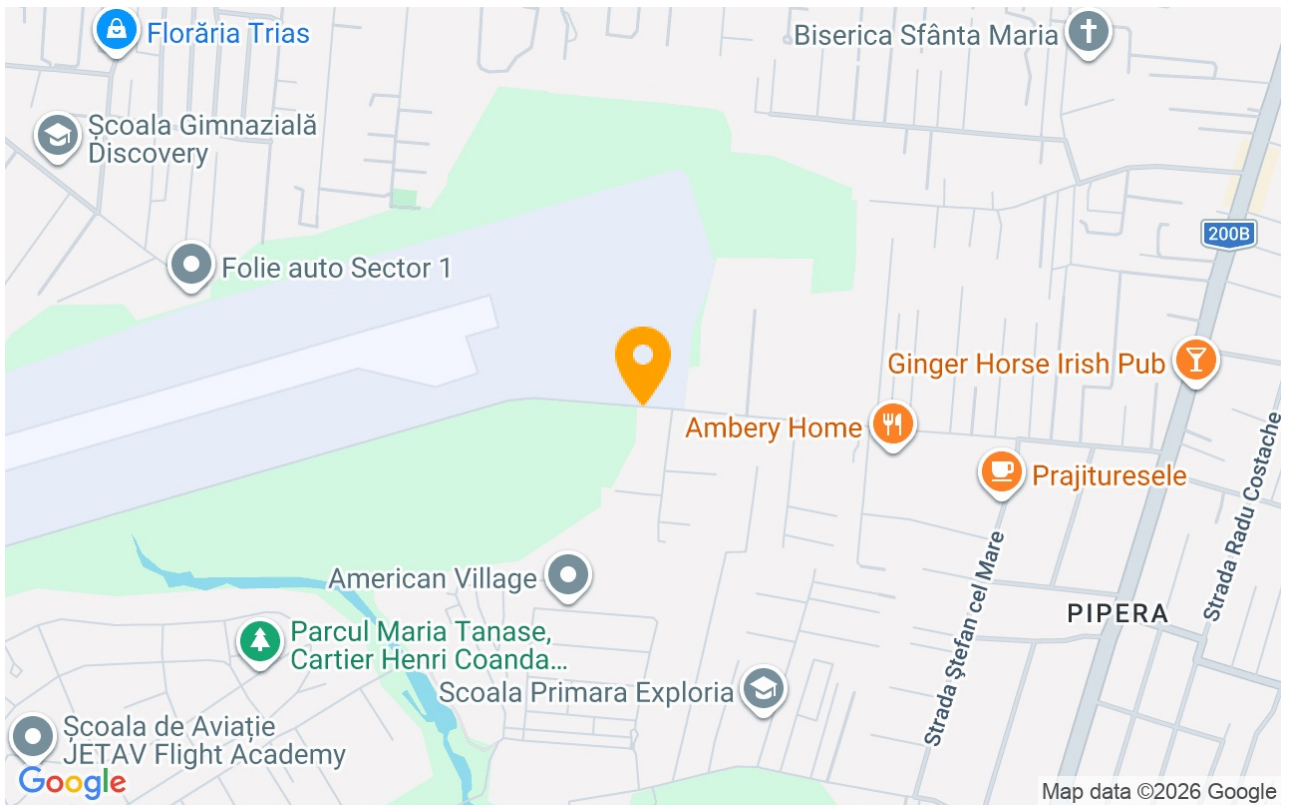 Florăria Trias
Biserica Sfânta Maria
Școala Gimnazială
Discovery
200B
Folie auto Sector 1
Ginger Horse Irish Pub
Ambery Home
Prajituresele
Strada Radu Costache
Strada Ștefan cel Mare
American Village
PIPERA
Parcul Maria Tanase,
Cartier Henri Coanda...
Scoala Primara Exploria
Școala de Aviație
JETAV Flight Academy
Google
Map data ©2026 Google